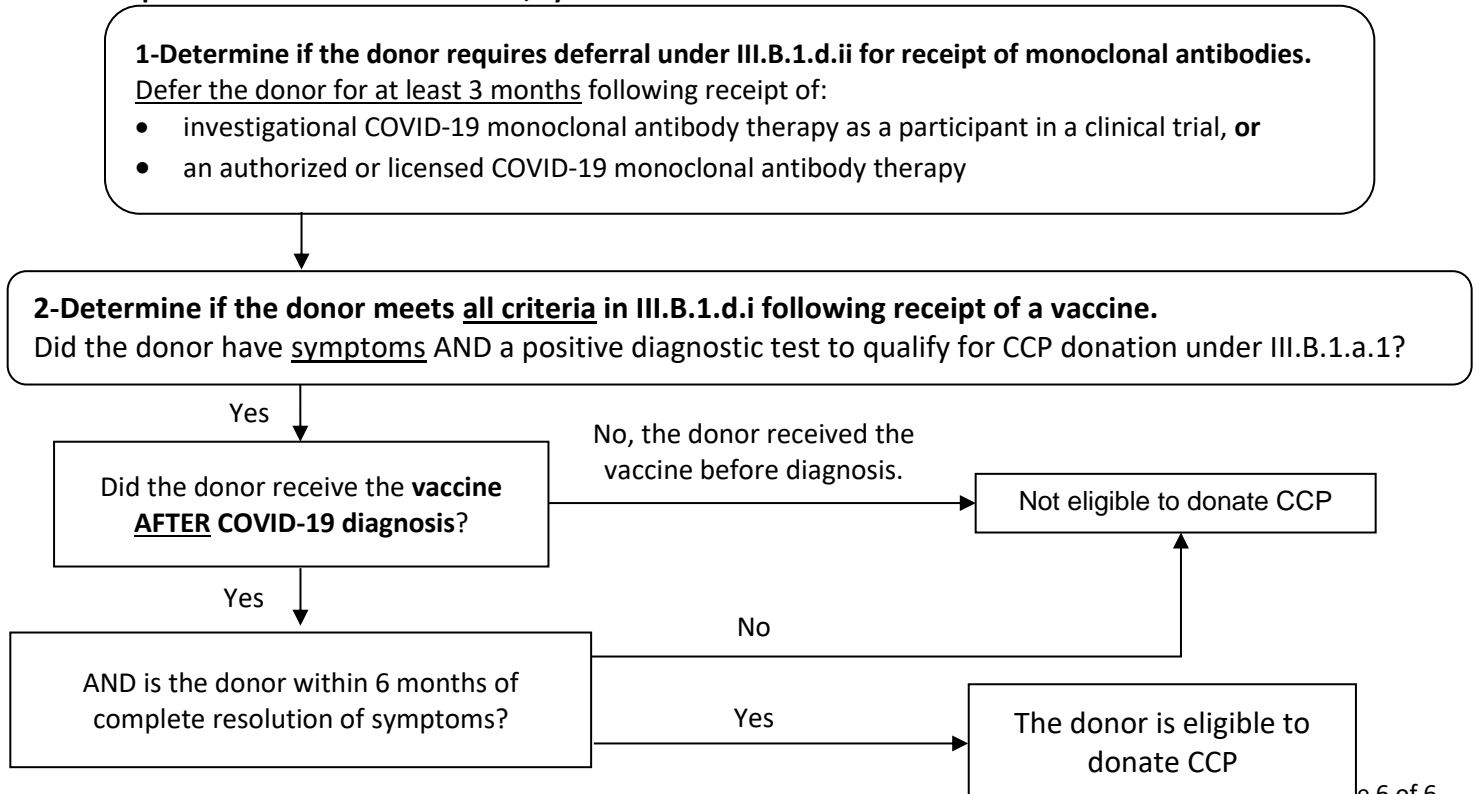 1-Determine if the donor requires deferral under III.B.1.d.ii for receipt of monoclonal antibodies.
Defer the donor for at least 3 months following receipt of:
• investigational COVID-19 monoclonal antibody therapy as a participant in a clinical trial, or
• an authorized or licensed COVID-19 monoclonal antibody therapy
2-Determine if the donor meets all criteria in III.B.1.d.i following receipt of a vaccine.
Did the donor have symptoms AND a positive diagnostic test to qualify for CCP donation under III.B.1.a.1?
Yes
No, the donor received the
vaccine before diagnosis.
Did the donor receive the vaccine
AFTER COVID-19 diagnosis?
Not eligible to donate CCP
Yes
No
AND is the donor within 6 months of
complete resolution of symptoms?
Yes
The donor is eligible to
donate CCP
6 of 6